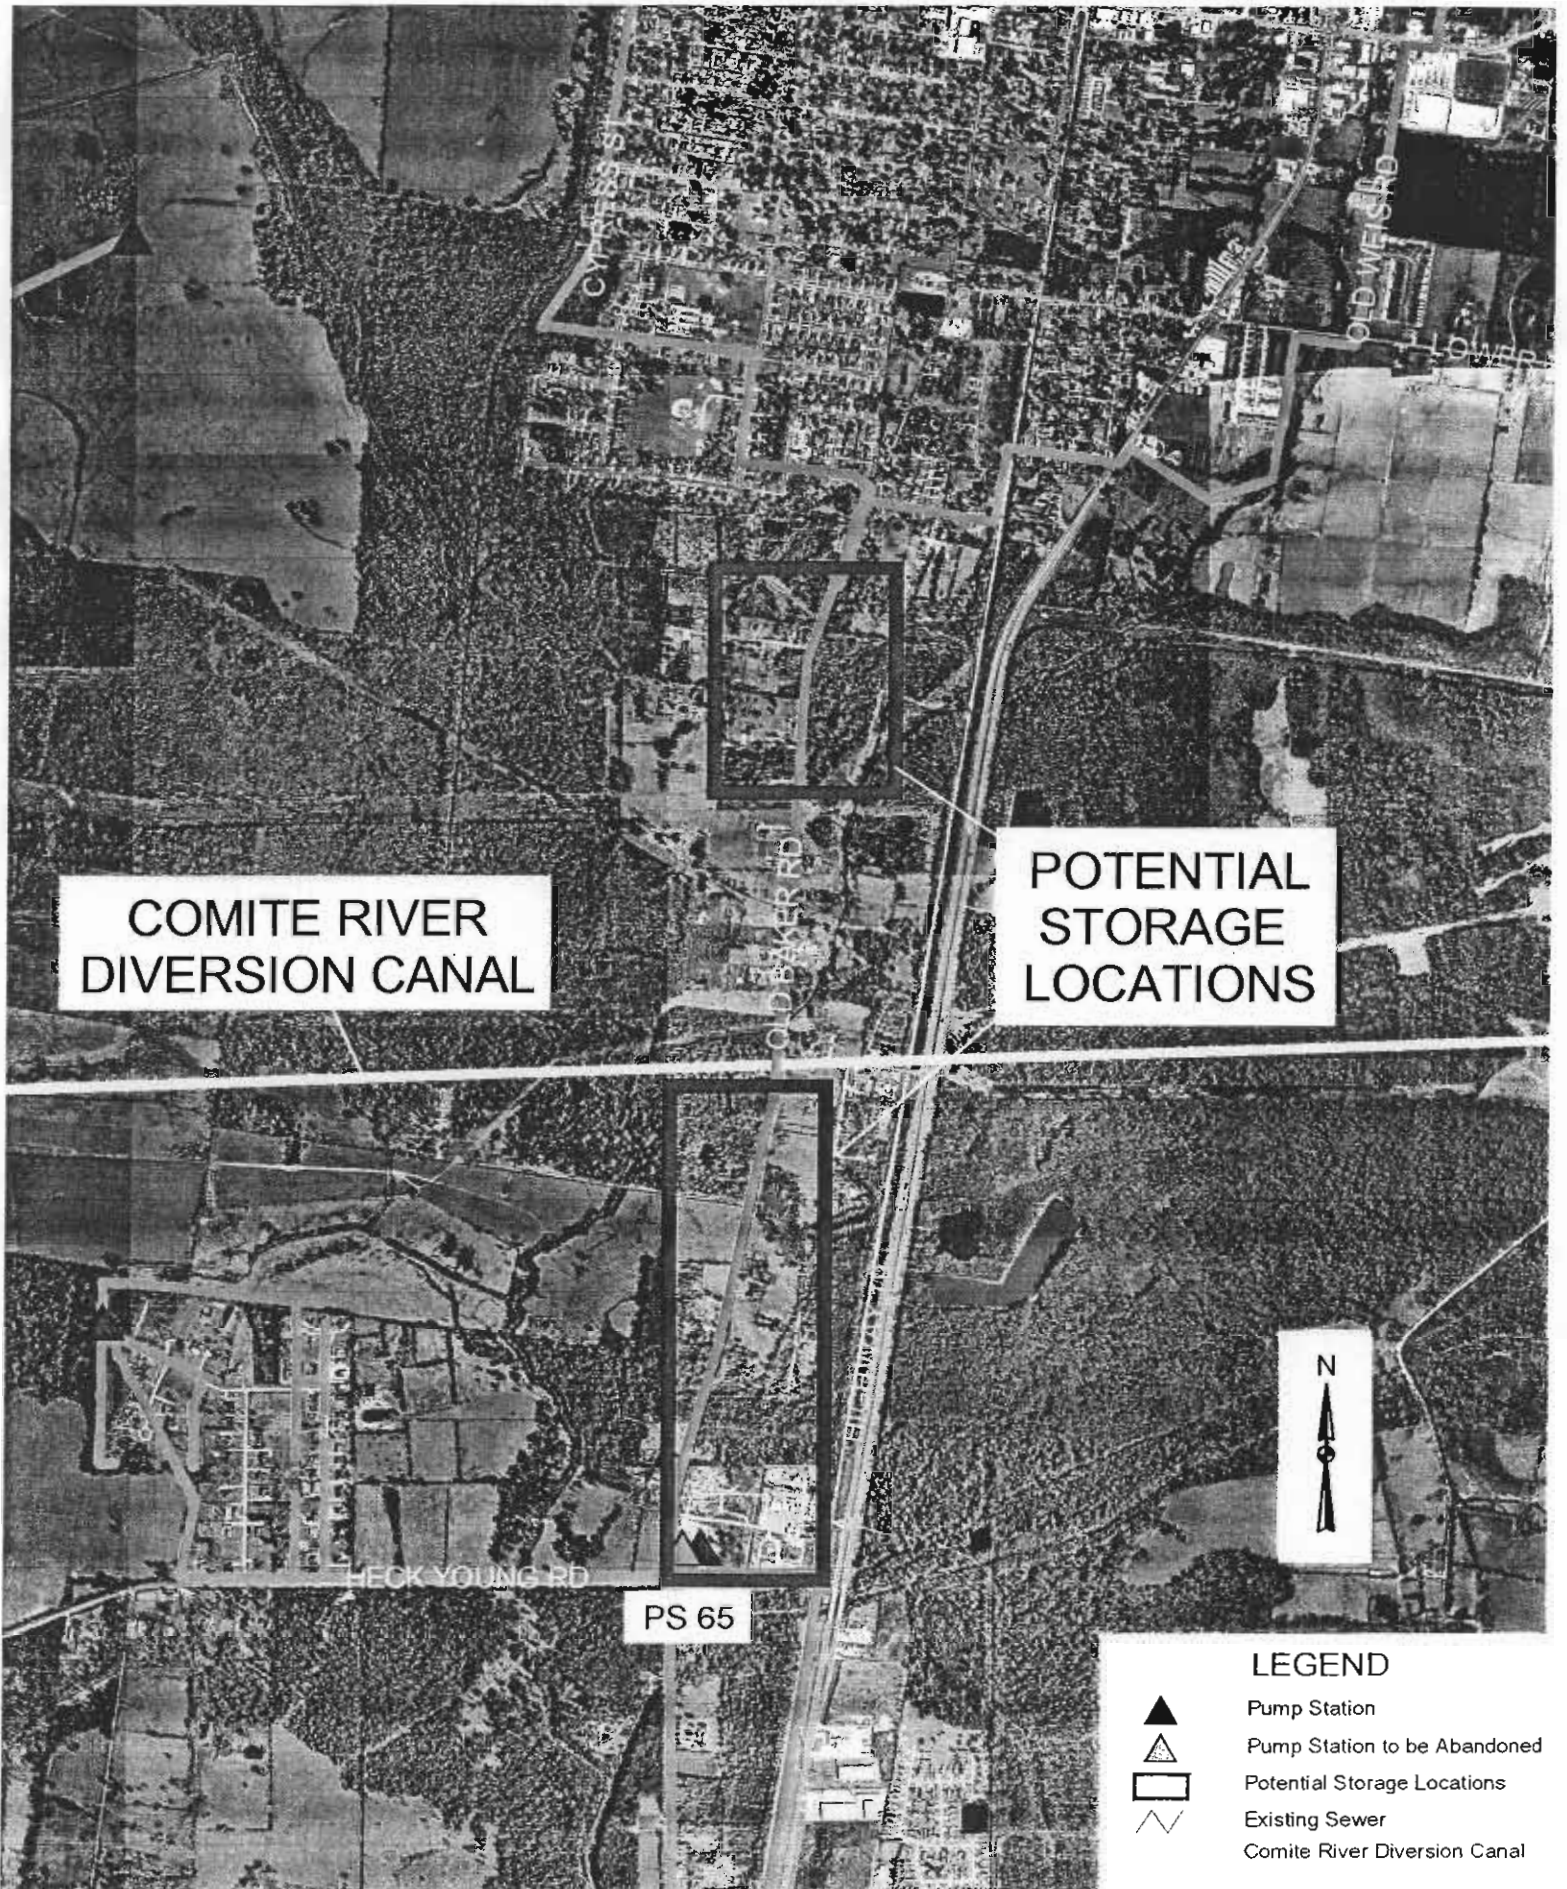 CYPRESS S
OLD WEIS RD
LOWER
COMITE RIVER
DIVERSION CANAL
POTENTIAL
STORAGE
LOCATIONS
OLD BAKER RD
N
HECK YOUNG RD
PS 65
LEGEND
Pump Station
Pump Station to be Abandoned
Potential Storage Locations
Existing Sewer
Comite River Diversion Canal